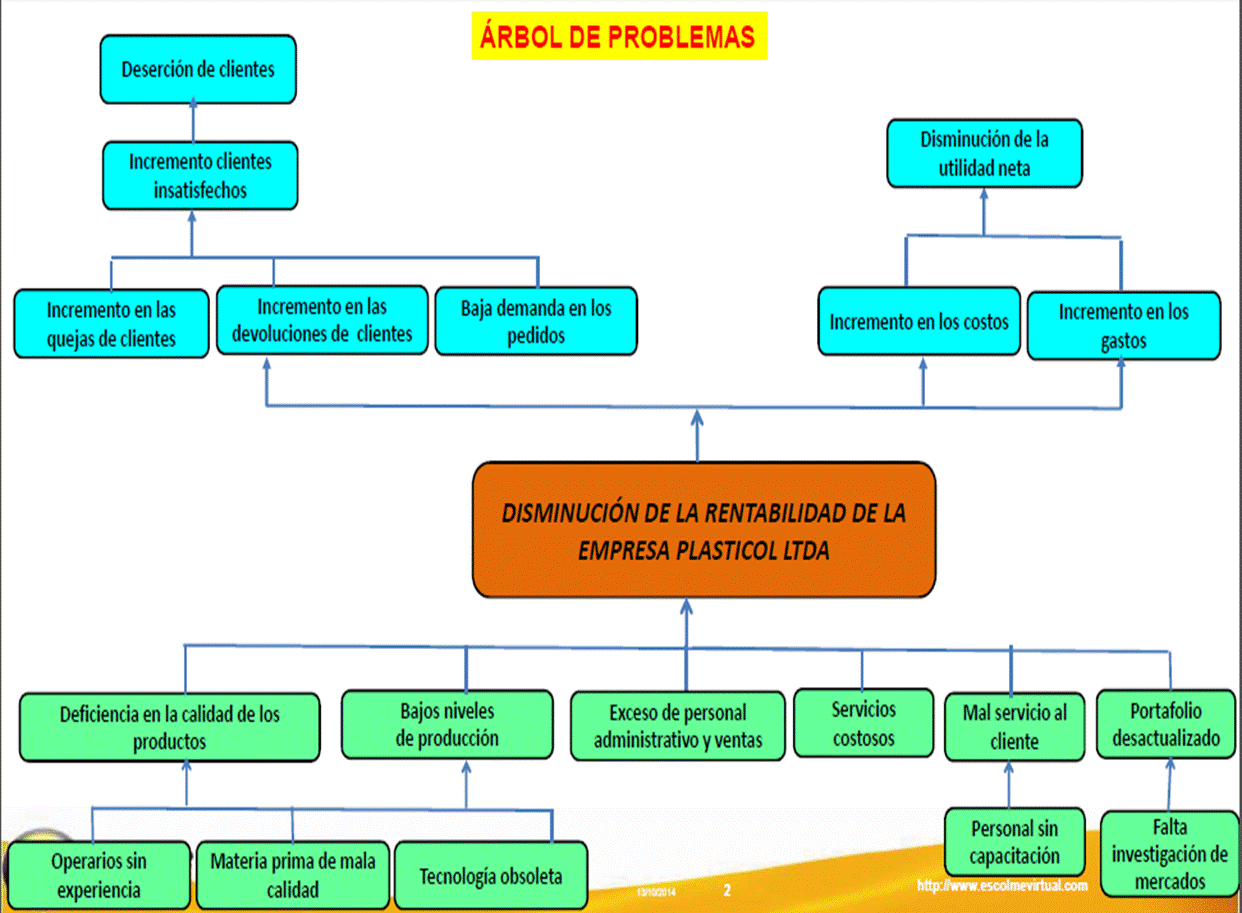 ÁRBOL DE PROBLEMAS
Deserción de clientes
Incremento clientes
insatisfechos
Disminución de la
utilidad neta
Incremento en las
quejas de clientes
Incremento en las
devoluciones de clientes
Baja demanda en los
pedidos
Incremento en los costos
Incremento en los
gastos
DISMINUCIÓN DE LA RENTABILIDAD DE LA
EMPRESA PLASTICOL LTDA
Deficiencia en la calidad de los
productos
Bajos niveles
de producción
Exceso de personal
administrativo y ventas
Servicios
costosos
Mal servicio al
cliente
Portafolio
desactualizado
Operarios sin
experiencia
Materia prima de mala
calidad
Tecnología obsoleta
Personal sin
capacitación
Falta
investigación de
mercados
13/10/2014
2
http://www.escolmevirtual.com